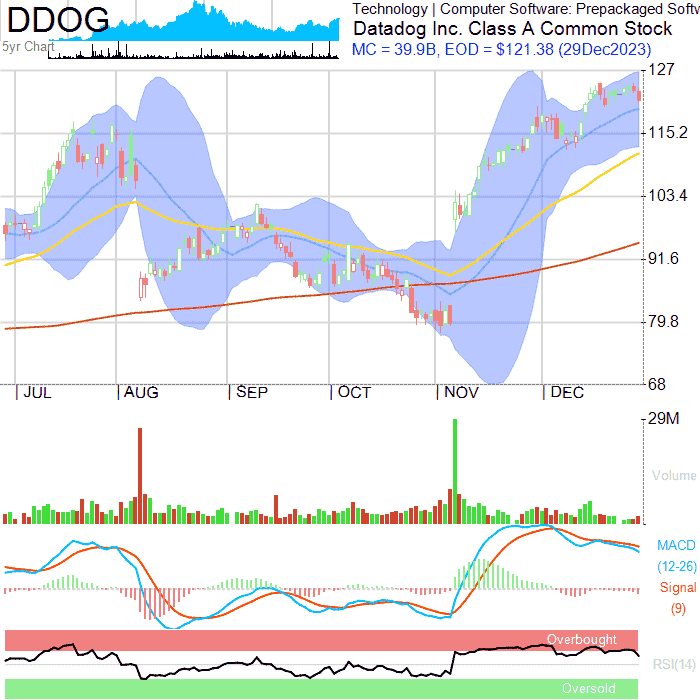 DDOG
5yr Chart
Technology | Computer Software: Prepackaged Softw
Datadog Inc. Class A Common Stock
MC = 39.9B, EOD = $121.38 (29Dec2023)
127
115.2
103.4
91.6
79.8
68
JUL AUG SEP OCT NOV DEC
29M
Volume
MACD
(12-26)
Signal
(9)
Overbought
RSI(14)
Oversold